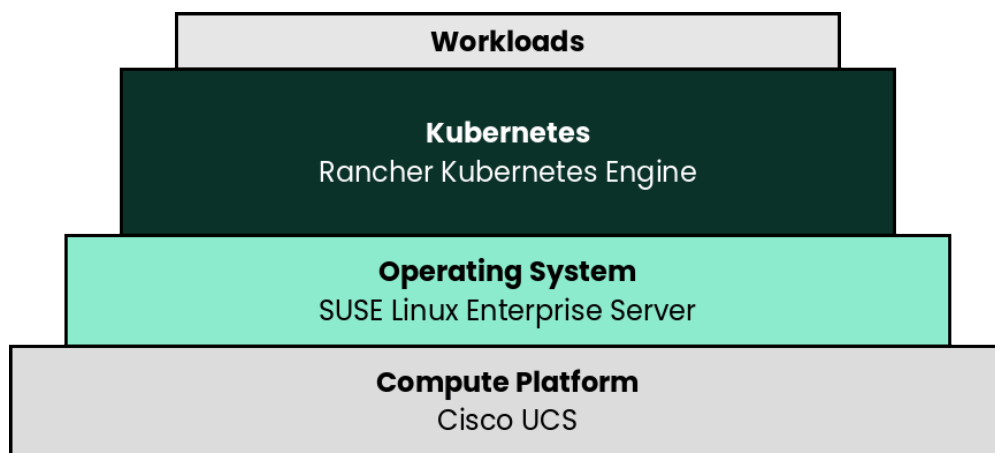 Workloads
Kubernetes
Rancher Kubernetes Engine
Operating System
SUSE Linux Enterprise Server
Compute Platform
Cisco UCS